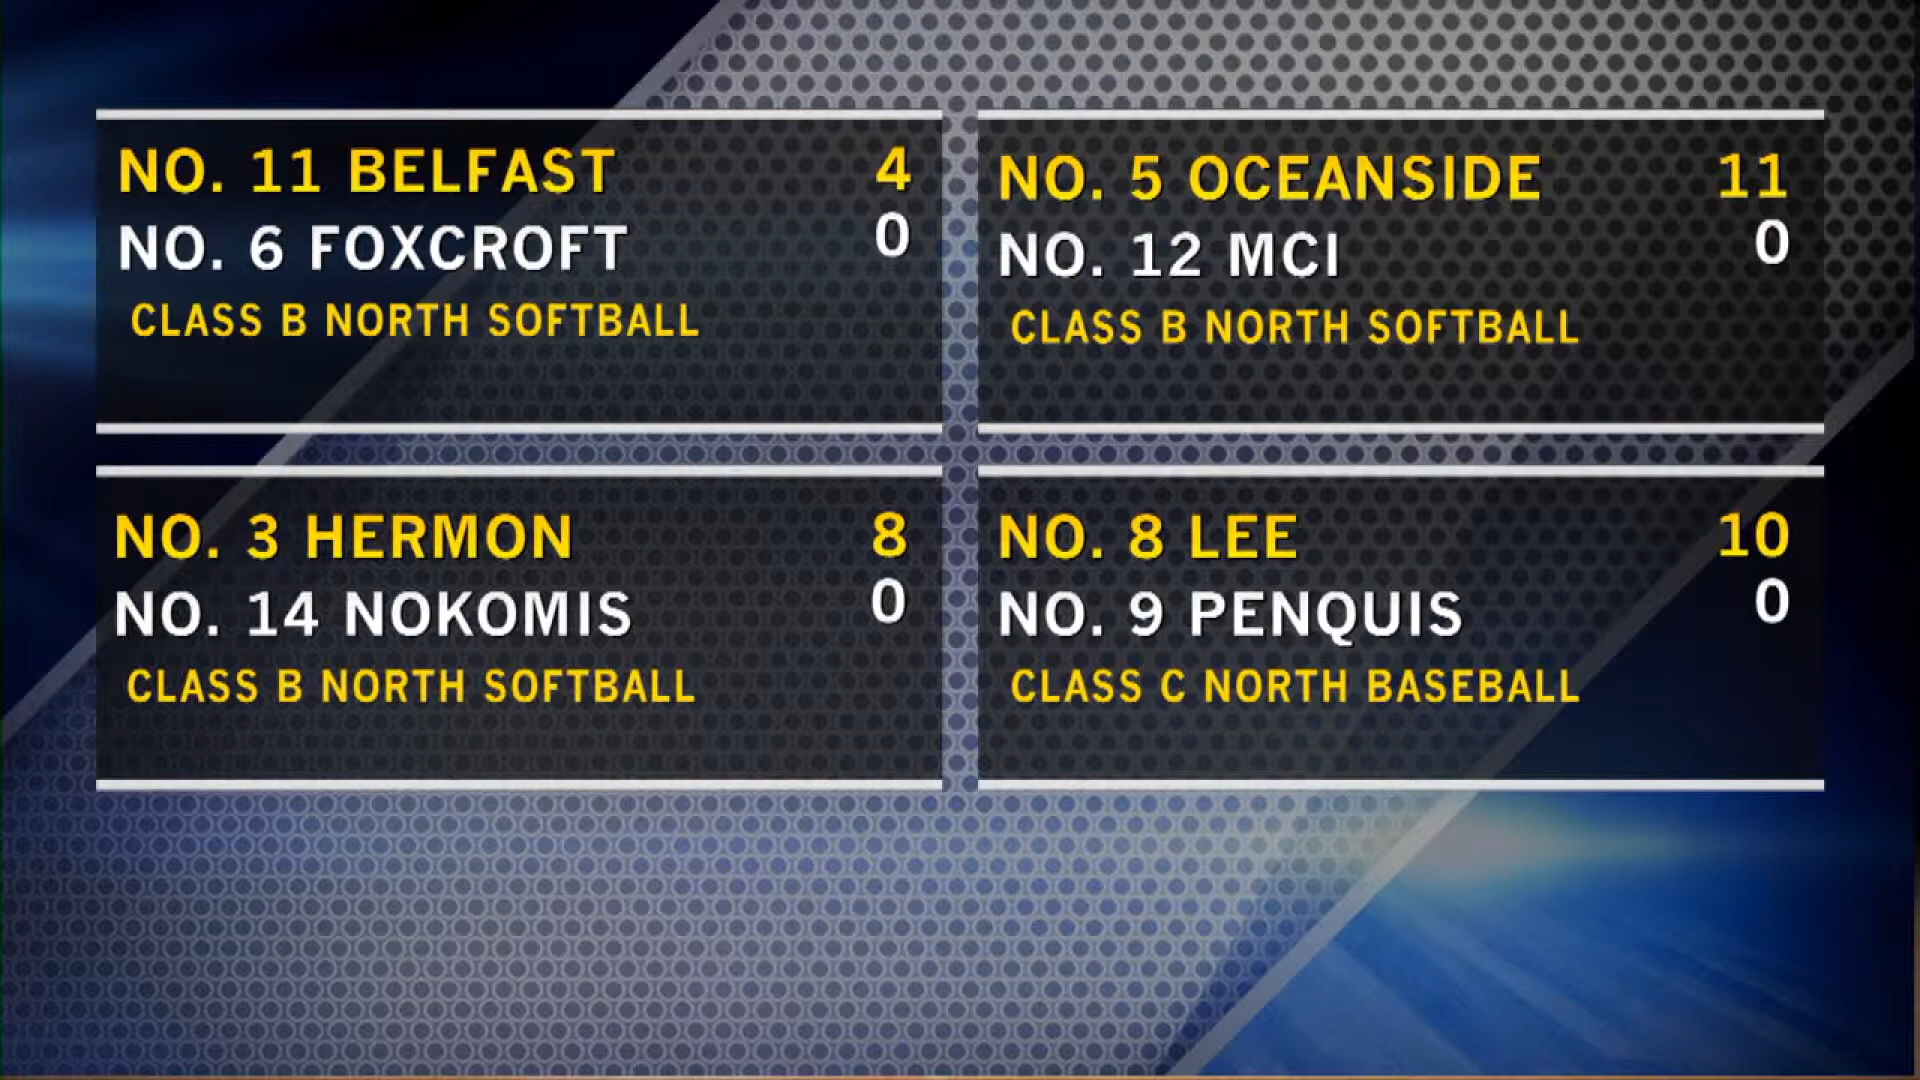 NO. 11 BELFAST 4
NO. 6 FOXCROFT 0
CLASS B NORTH SOFTBALL
NO. 5 OCEANSIDE 11
NO. 12 MCI 0
CLASS B NORTH SOFTBALL
NO. 3 HERMON 8
NO. 14 NOKOMIS 0
CLASS B NORTH SOFTBALL
NO. 8 LEE 10
NO. 9 PENQUIS 0
CLASS C NORTH BASEBALL